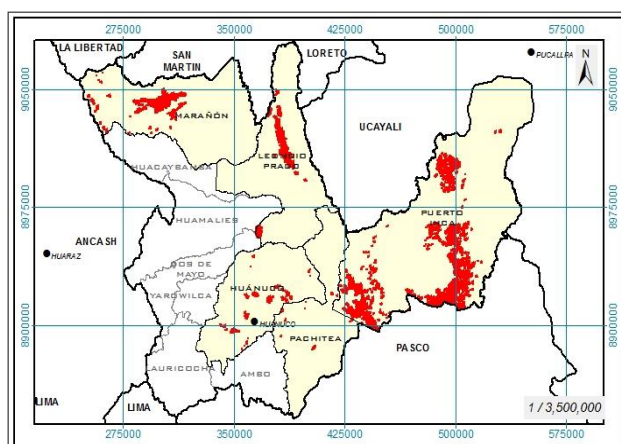 275000 350000 425000 500000 575000
LA LIBERTAD
SAN
MARTIN
LORETO
PUCALLPA
N
9050000
9050000
MARAÑÓN
UCAYALI
LEONCIO
PRADO
HUACAYBAMBA
8975000
8975000
HUAMALIES
PUERTO
INCA
ANCASH
HUARAZ
DOS DE
MAYO
YAROWILCA
HUÁNUCO
HUÁNUCO
8900000
8900000
PACHITEA
PASCO
LAURICOCHA
AMBO
LIMA
LIMA
1 / 3,500,000
275000 350000 425000 500000 575000